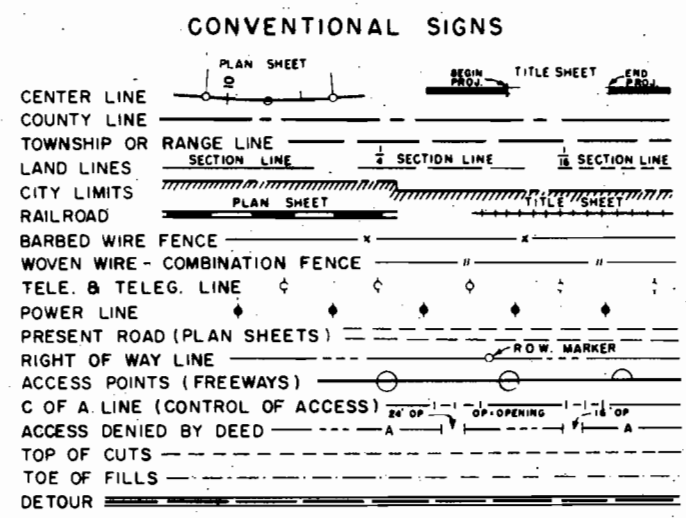 CONVENTIONAL SIGNS
PLAN SHEET
10
BEGIN PROJ.
TITLE SHEET
END PROJ.
CENTER LINE
COUNTY LINE
TOWNSHIP OR RANGE LINE
LAND LINES SECTION LINE 1/4 SECTION LINE 1/16 SECTION LINE
CITY LIMITS
RAILROAD PLAN SHEET TITLE SHEET
BARBED WIRE FENCE x x
WOVEN WIRE - COMBINATION FENCE
TELE. & TELEG. LINE
POWER LINE
PRESENT ROAD (PLAN SHEETS)
RIGHT OF WAY LINE R.O.W. MARKER
ACCESS POINTS (FREEWAYS)
C OF A LINE (CONTROL OF ACCESS) 24' OP OP=OPENING 16' OP
ACCESS DENIED BY DEED A A
TOP OF CUTS
TOE OF FILLS
DETOUR